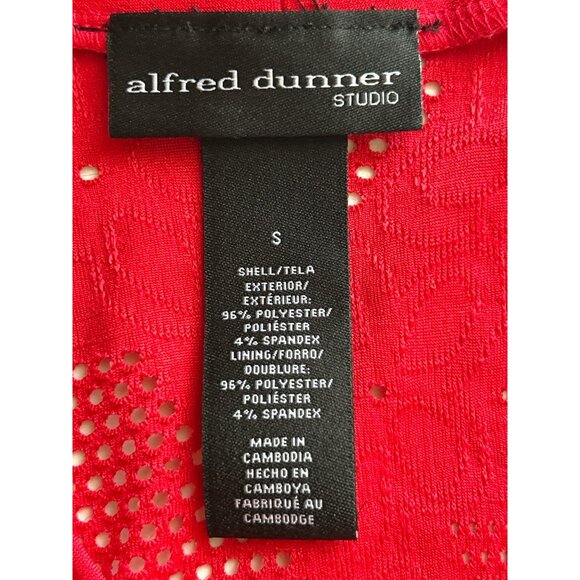 alfred dunner
STUDIO
S
SHELL/TELA
EXTERIOR/
EXTÉRIEUR:
96% POLYESTER/
POLIÉSTER
4% SPANDEX
LINING/FORRO/
DOUBLURE:
96% POLYESTER/
POLIÉSTER
4% SPANDEX
MADE IN
CAMBODIA
HECHO EN
CAMBOYA
FABRIQUÉ AU
CAMBODGE